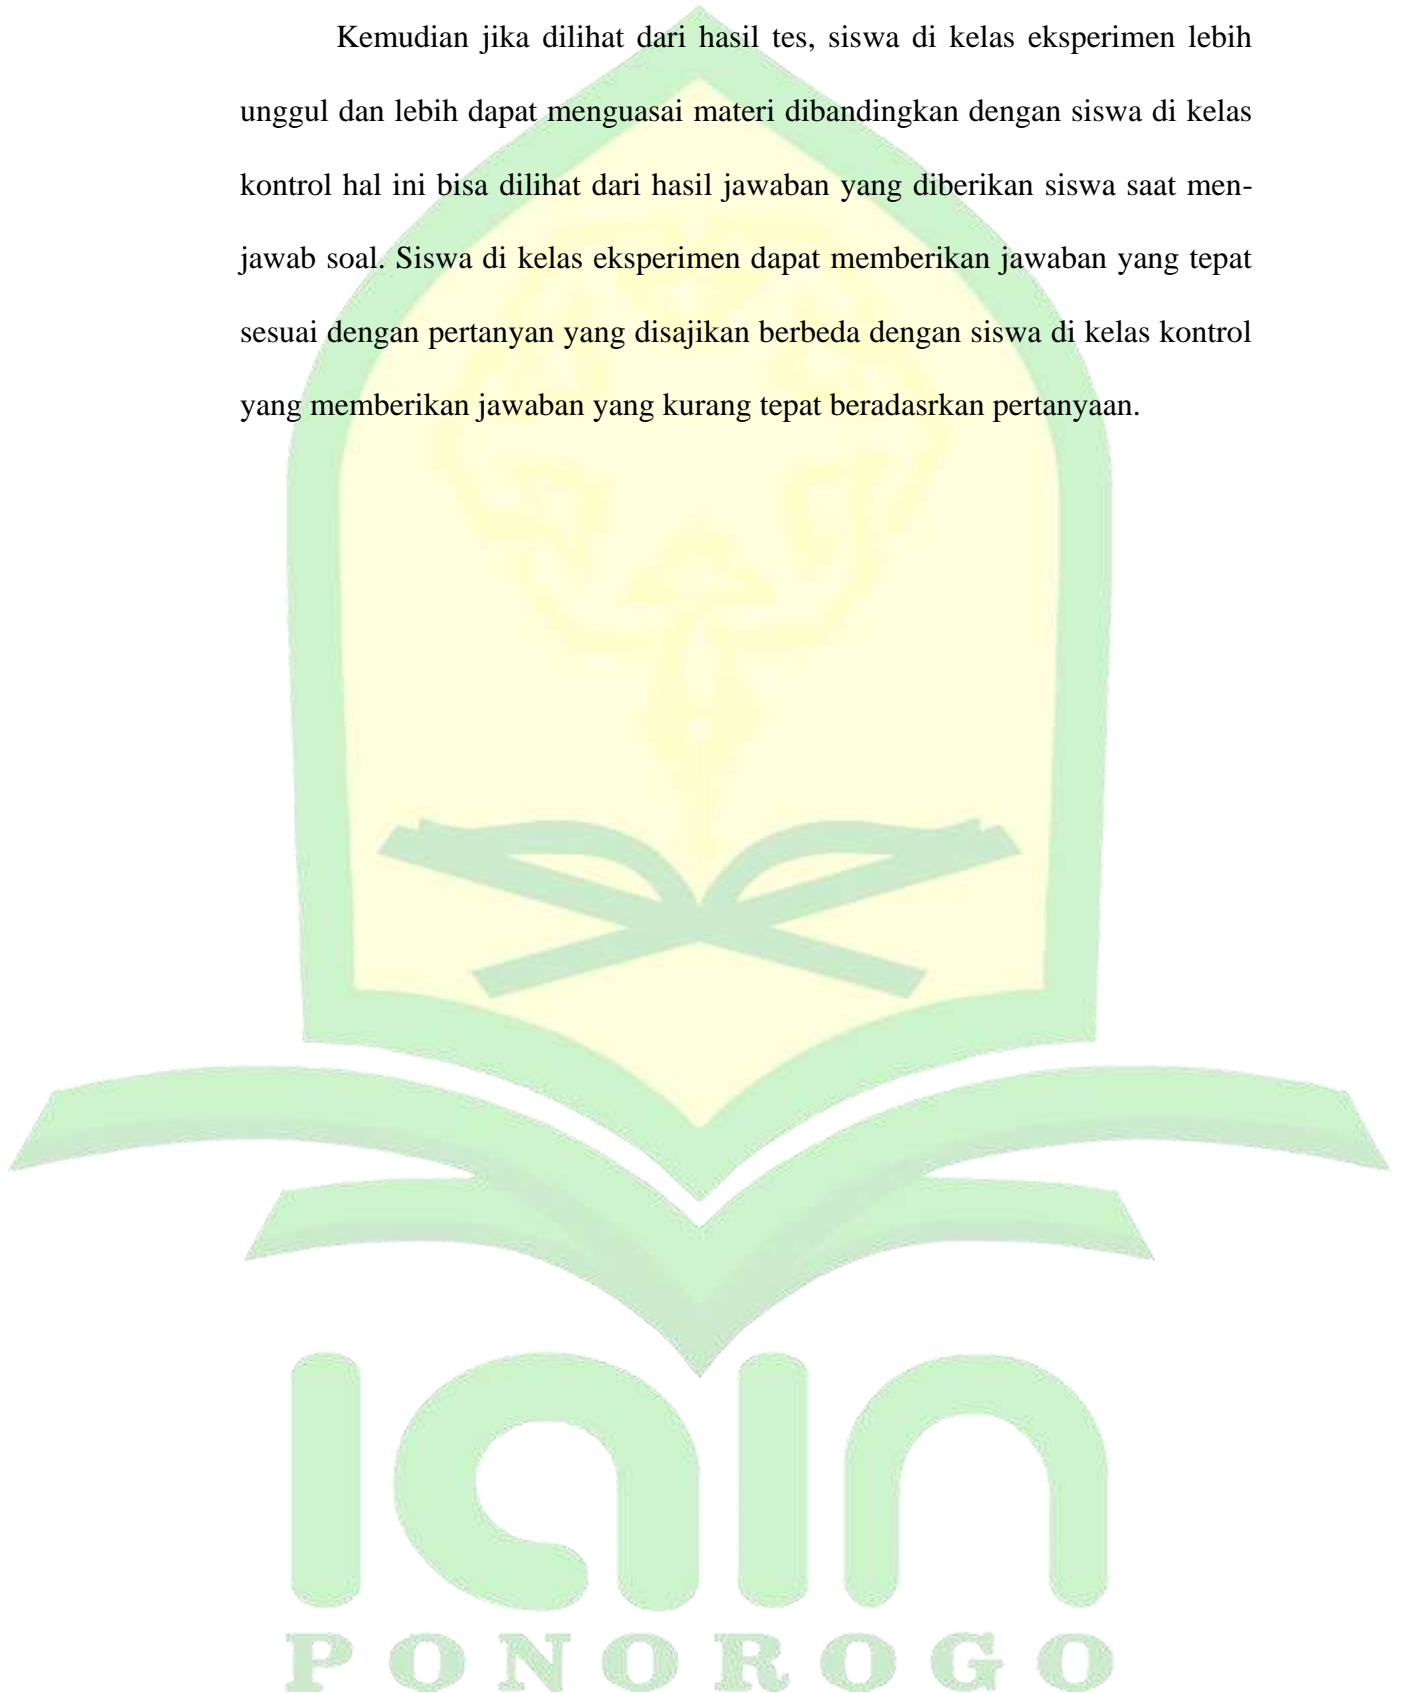 Kemudian jika dilihat dari hasil tes, siswa di kelas eksperimen lebih
unggul dan lebih dapat menguasai materi dibandingkan dengan siswa di kelas
kontrol hal ini bisa dilihat dari hasil jawaban yang diberikan siswa saat men-
jawab soal. Siswa di kelas eksperimen dapat memberikan jawaban yang tepat
sesuai dengan pertanyan yang disajikan berbeda dengan siswa di kelas kontrol
yang memberikan jawaban yang kurang tepat beradasrkan pertanyaan.
iain
PONOROGO